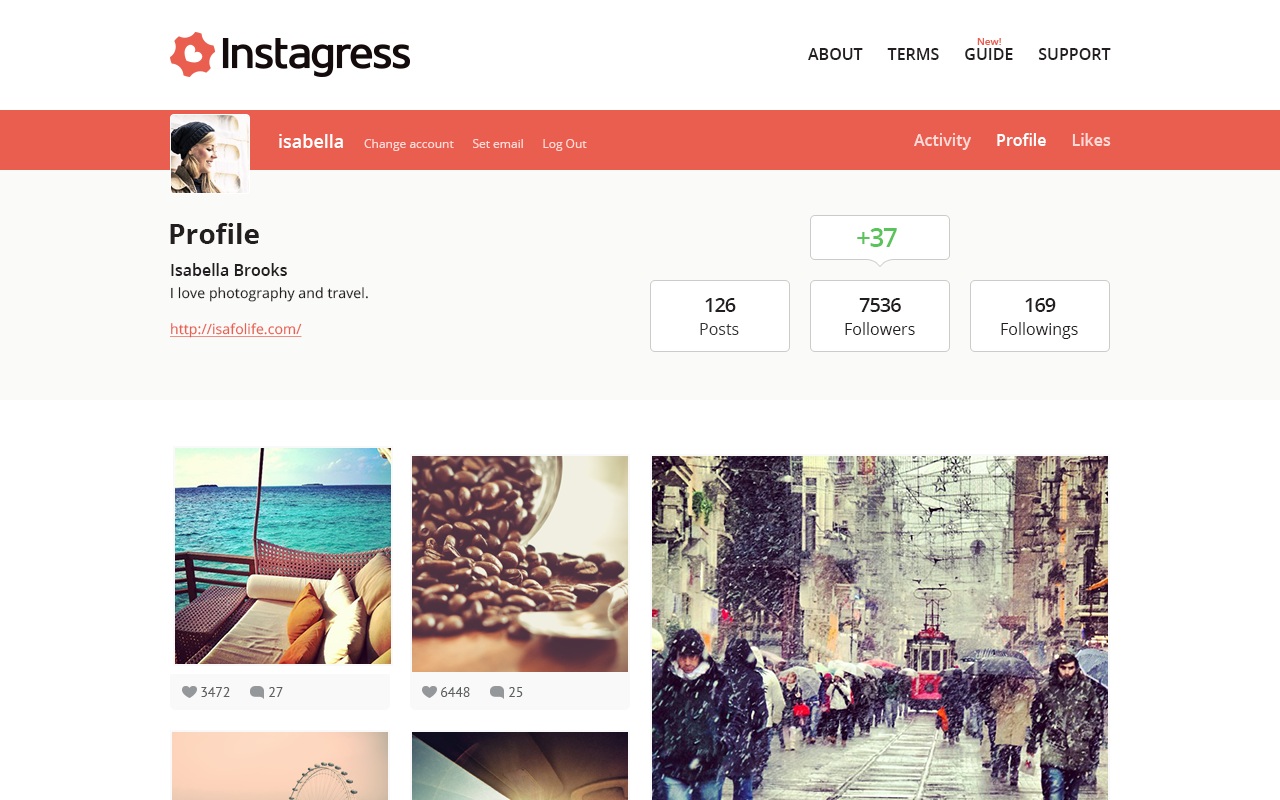 Instagress
ABOUT TERMS New! GUIDE SUPPORT
isabella Change account Set email Log Out Activity Profile Likes
Profile
Isabella Brooks
I love photography and travel.
http://isafolife.com/
+37
126 7536 169
Posts Followers Followings
3472 27
6448 25